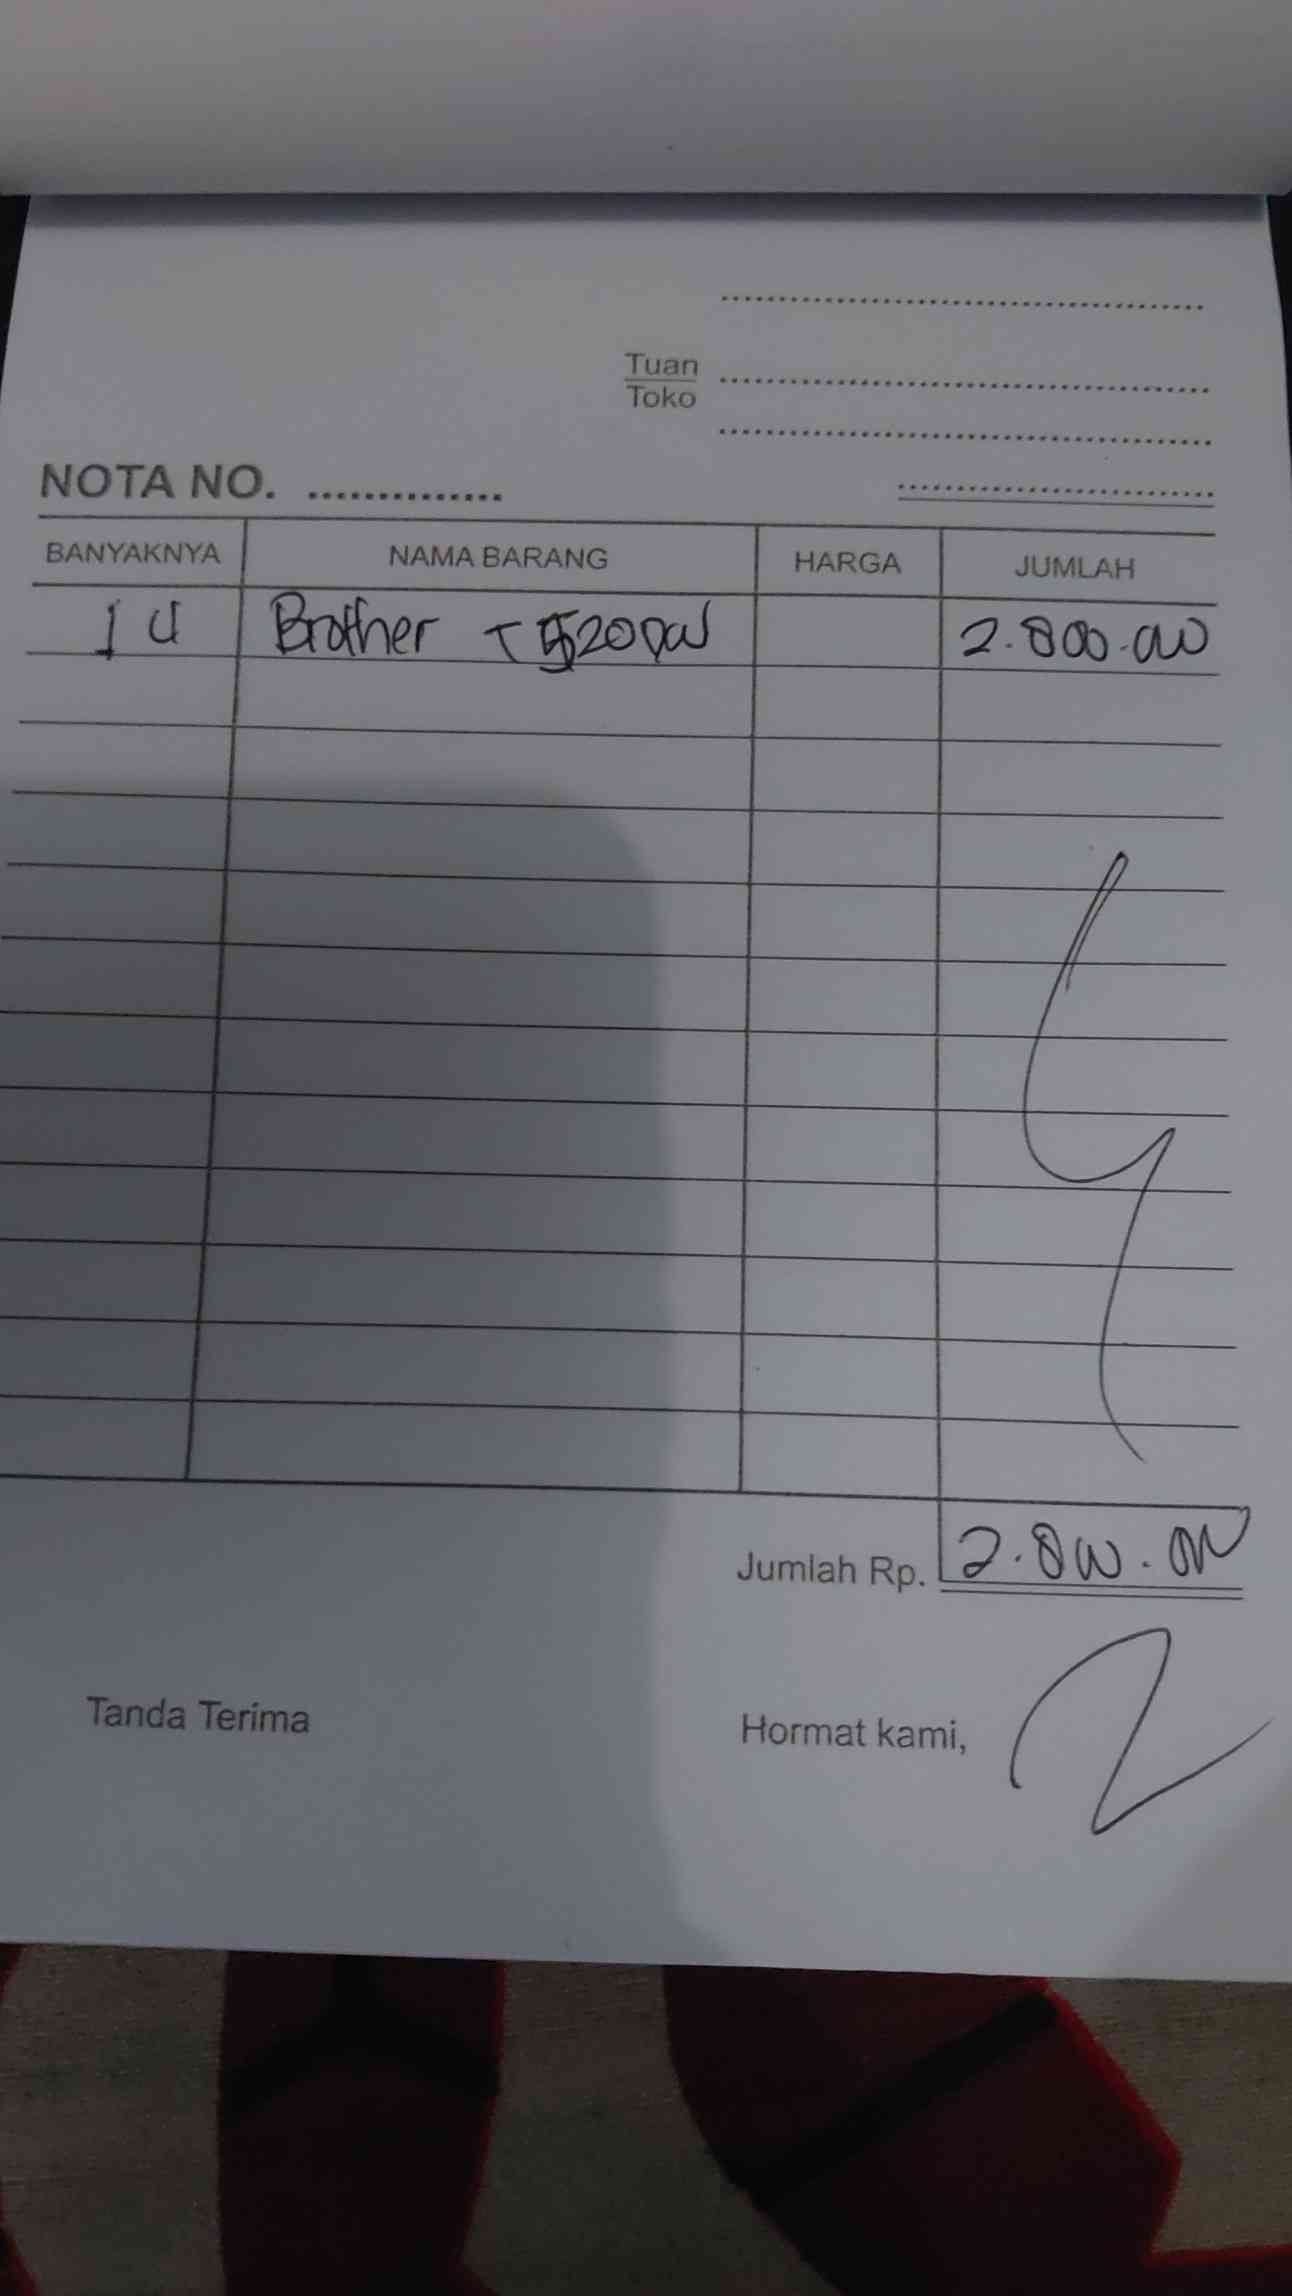 Tuan
Toko
NOTA NO.
BANYAKNYA NAMA BARANG HARGA JUMLAH
1 U Brother T520DW 2.800.000
Jumlah Rp. 2.800.000
Tanda Terima Hormat kami,